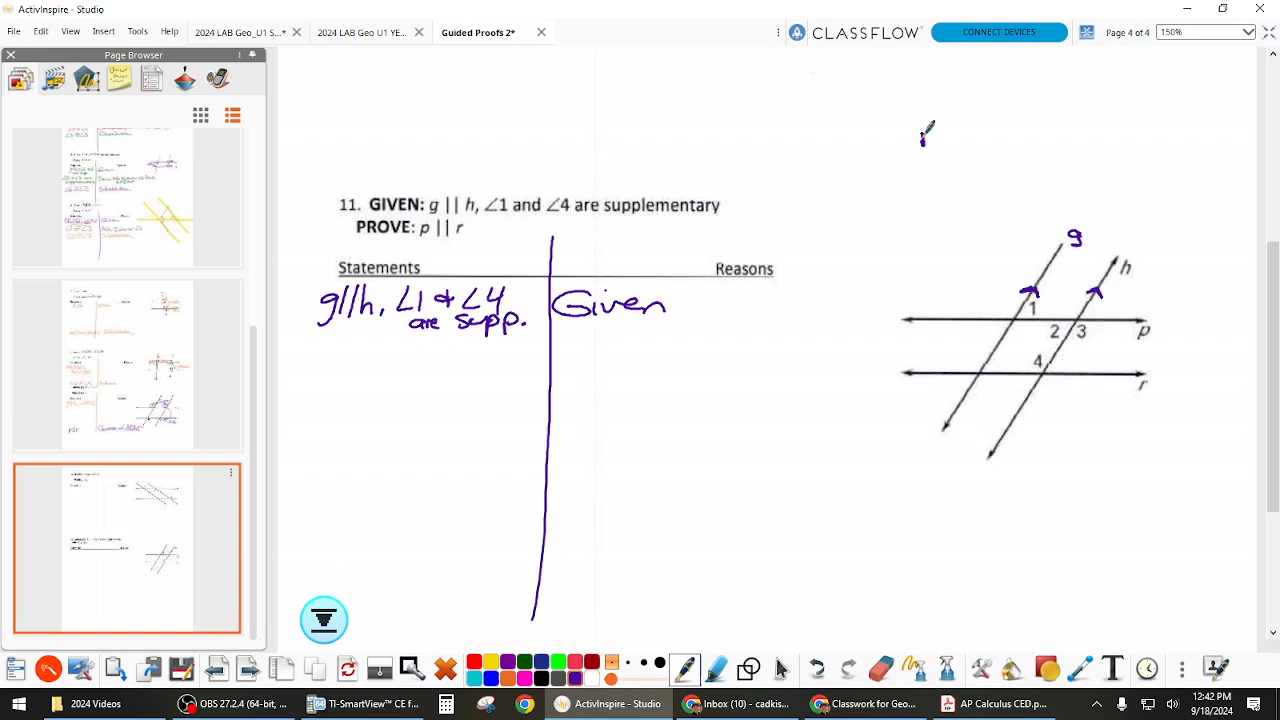 ActivInspire - Studio
File Edit View Insert Tools Help
2024 LAB Geo_U1 S...*
2024 LAB Geo U1 YE...
Guided Proofs 2*
CLASSFLOW
CONNECT DEVICES
Page 4 of 4
150%
Page Browser
11. GIVEN: g || h, ∠1 and ∠4 are supplementary
PROVE: p || r
Statements
Reasons
g//h, ∠1 & ∠4
are supp.
Given
g
h
1
2
3
p
4
r
2024 Videos
OBS 27.2.4 (64-bit, ...
TI-SmartView™ CE F...
ActivInspire - Studio
Inbox (10) - cadkis...
Classwork for Geo...
AP Calculus CED.p...
12:42 PM
9/18/2024